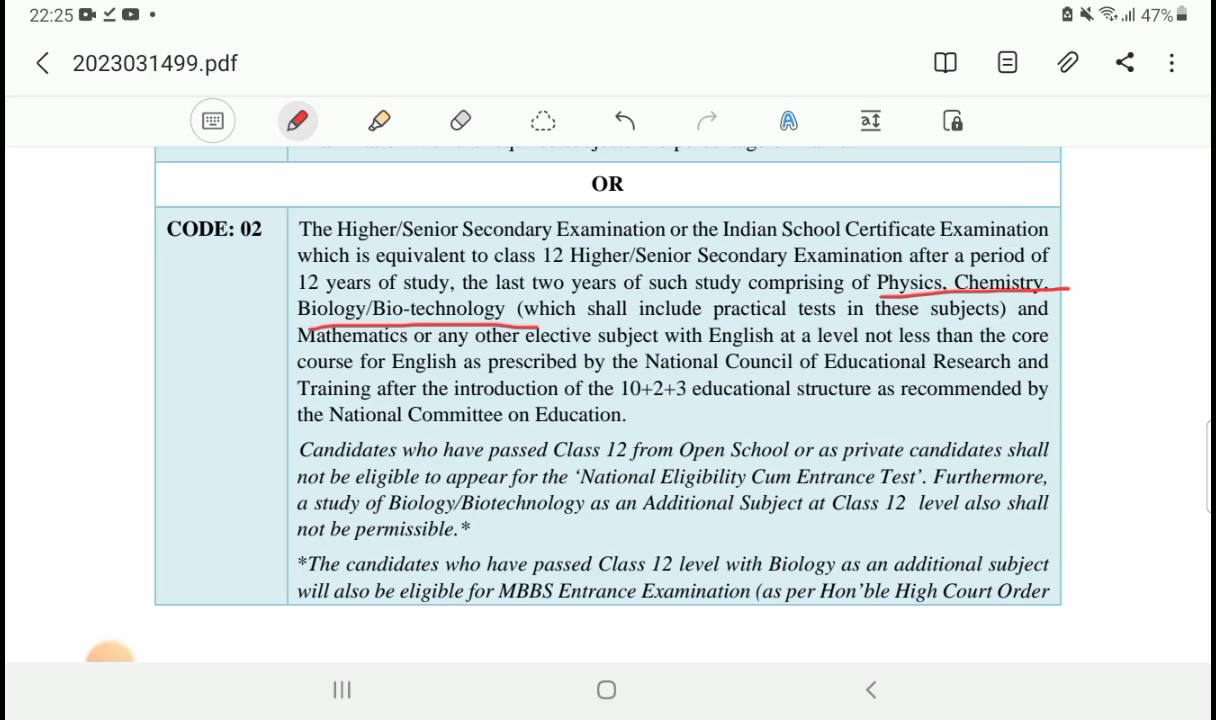 22:25 47%
2023031499.pdf
OR
CODE: 02
The Higher/Senior Secondary Examination or the Indian School Certificate Examination
which is equivalent to class 12 Higher/Senior Secondary Examination after a period of
12 years of study, the last two years of such study comprising of Physics, Chemistry,
Biology/Bio-technology (which shall include practical tests in these subjects) and
Mathematics or any other elective subject with English at a level not less than the core
course for English as prescribed by the National Council of Educational Research and
Training after the introduction of the 10+2+3 educational structure as recommended by
the National Committee on Education.
Candidates who have passed Class 12 from Open School or as private candidates shall
not be eligible to appear for the ‘National Eligibility Cum Entrance Test’. Furthermore,
a study of Biology/Biotechnology as an Additional Subject at Class 12 level also shall
not be permissible.*
*The candidates who have passed Class 12 level with Biology as an additional subject
will also be eligible for MBBS Entrance Examination (as per Hon’ble High Court Order